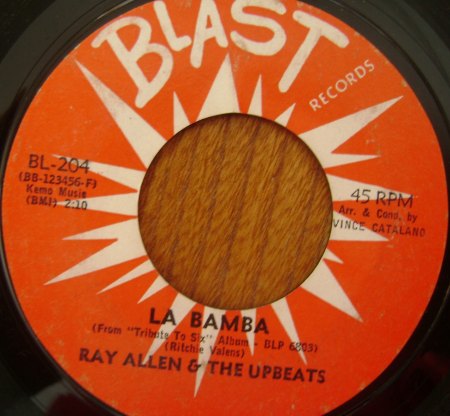 BLAST
RECORDS
BL-204
(BB-123456-F)
Kemo Music
(BMI) 2:10
45 RPM
Arr. & Cond. by
VINCE CATALANO
LA BAMBA
(From "Tribute To Six" Album - BLP 6803)
(Ritchie Valens)
RAY ALLEN & THE UPBEATS